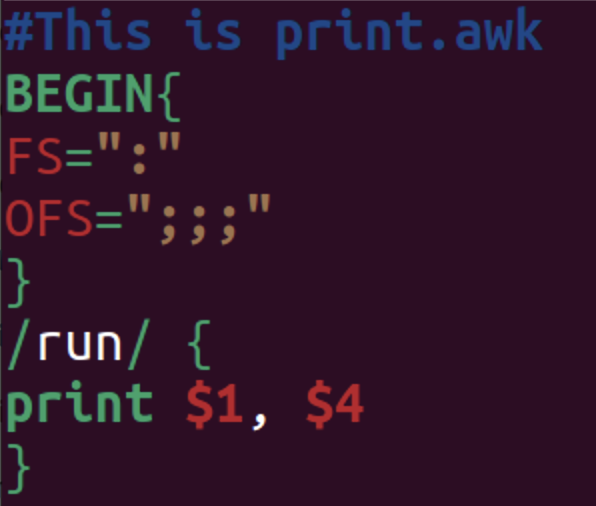 #This is print.awk
BEGIN{
FS=":"
OFS=";;;"
}
/run/ {
print $1, $4
}